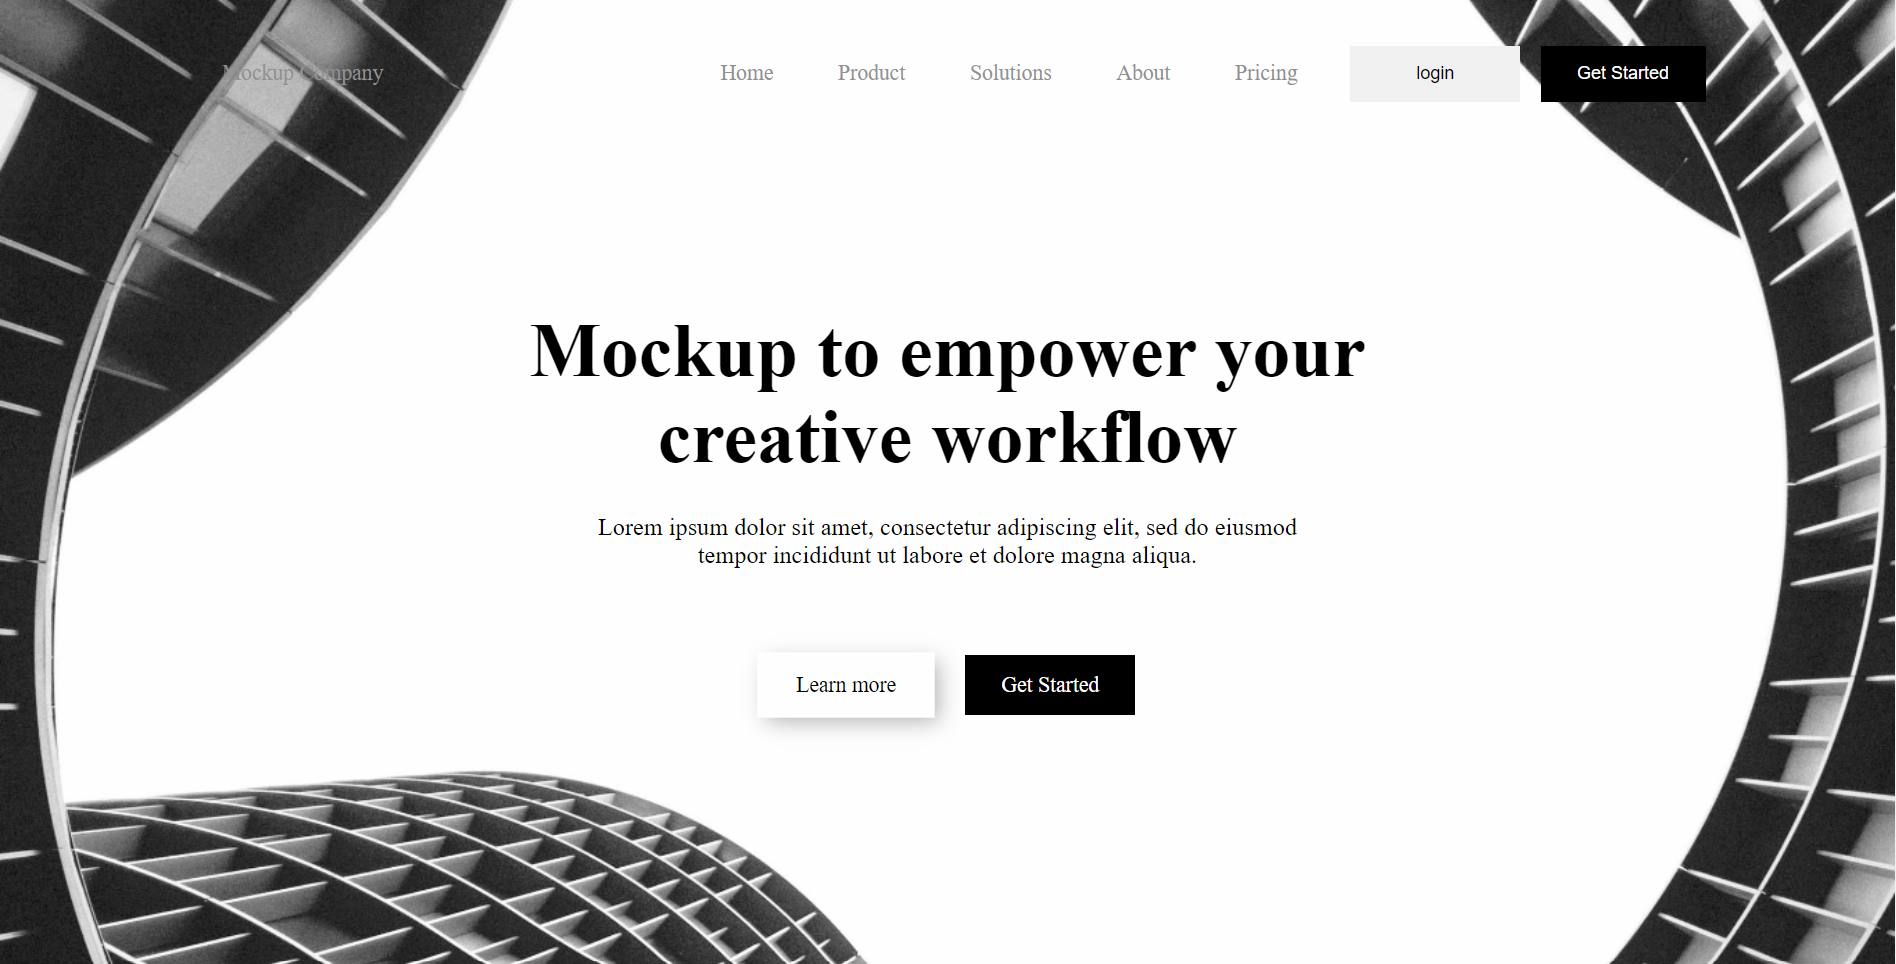 Mockup Company
Home
Product
Solutions
About
Pricing
login
Get Started
Mockup to empower your
creative workflow
Lorem ipsum dolor sit amet, consectetur adipiscing elit, sed do eiusmod
tempor incididunt ut labore et dolore magna aliqua.
Learn more
Get Started